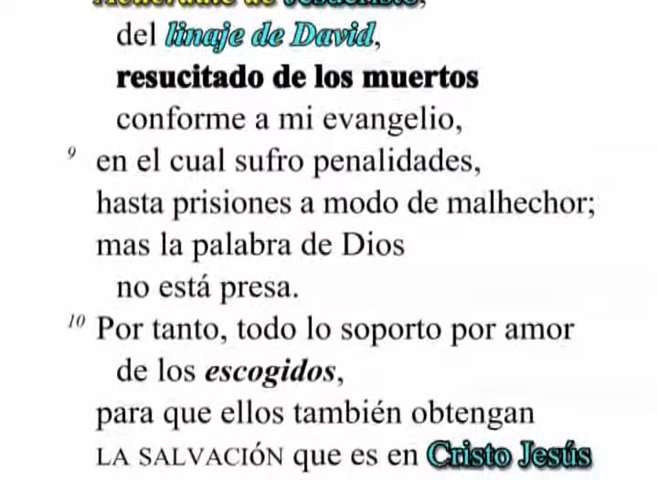 del linaje de David,
resucitado de los muertos
conforme a mi evangelio,
9 en el cual sufro penalidades,
hasta prisiones a modo de malhechor;
mas la palabra de Dios
no está presa.
10 Por tanto, todo lo soporto por amor
de los escogidos,
para que ellos también obtengan
LA SALVACIÓN que es en Cristo Jesús